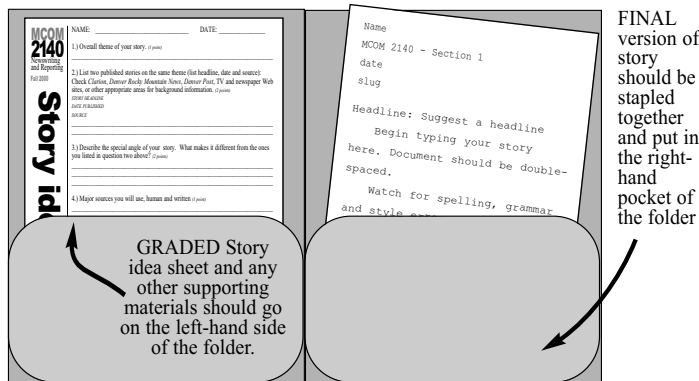 MCOM
2140
Newswriting
and Reporting
Fall 2000
Story ide
NAME: DATE:
1.) Overall theme of your story. (1 point)
2.) List two published stories on the same theme (list headline, date and source):
Check Clarion, Denver Rocky Mountain News, Denver Post, TV and newspaper Web
sites, or other appropriate areas for background information. (2 points)
STORY HEADLINE
DATE PUBLISHED
SOURCE
3.) Describe the special angle of your story. What makes it different from the ones
you listed in question two above? (2 points)
4.) Major sources you will use, human and written (1 point)
GRADED Story
idea sheet and any
other supporting
materials should go
on the left-hand side
of the folder.
Name
MCOM 2140 - Section 1
date
slug
Headline: Suggest a headline
Begin typing your story
here. Document should be double-
spaced.
Watch for spelling, grammar
and style
FINAL
version of
story
should be
stapled
together
and put in
the right-
hand
pocket of
the folder